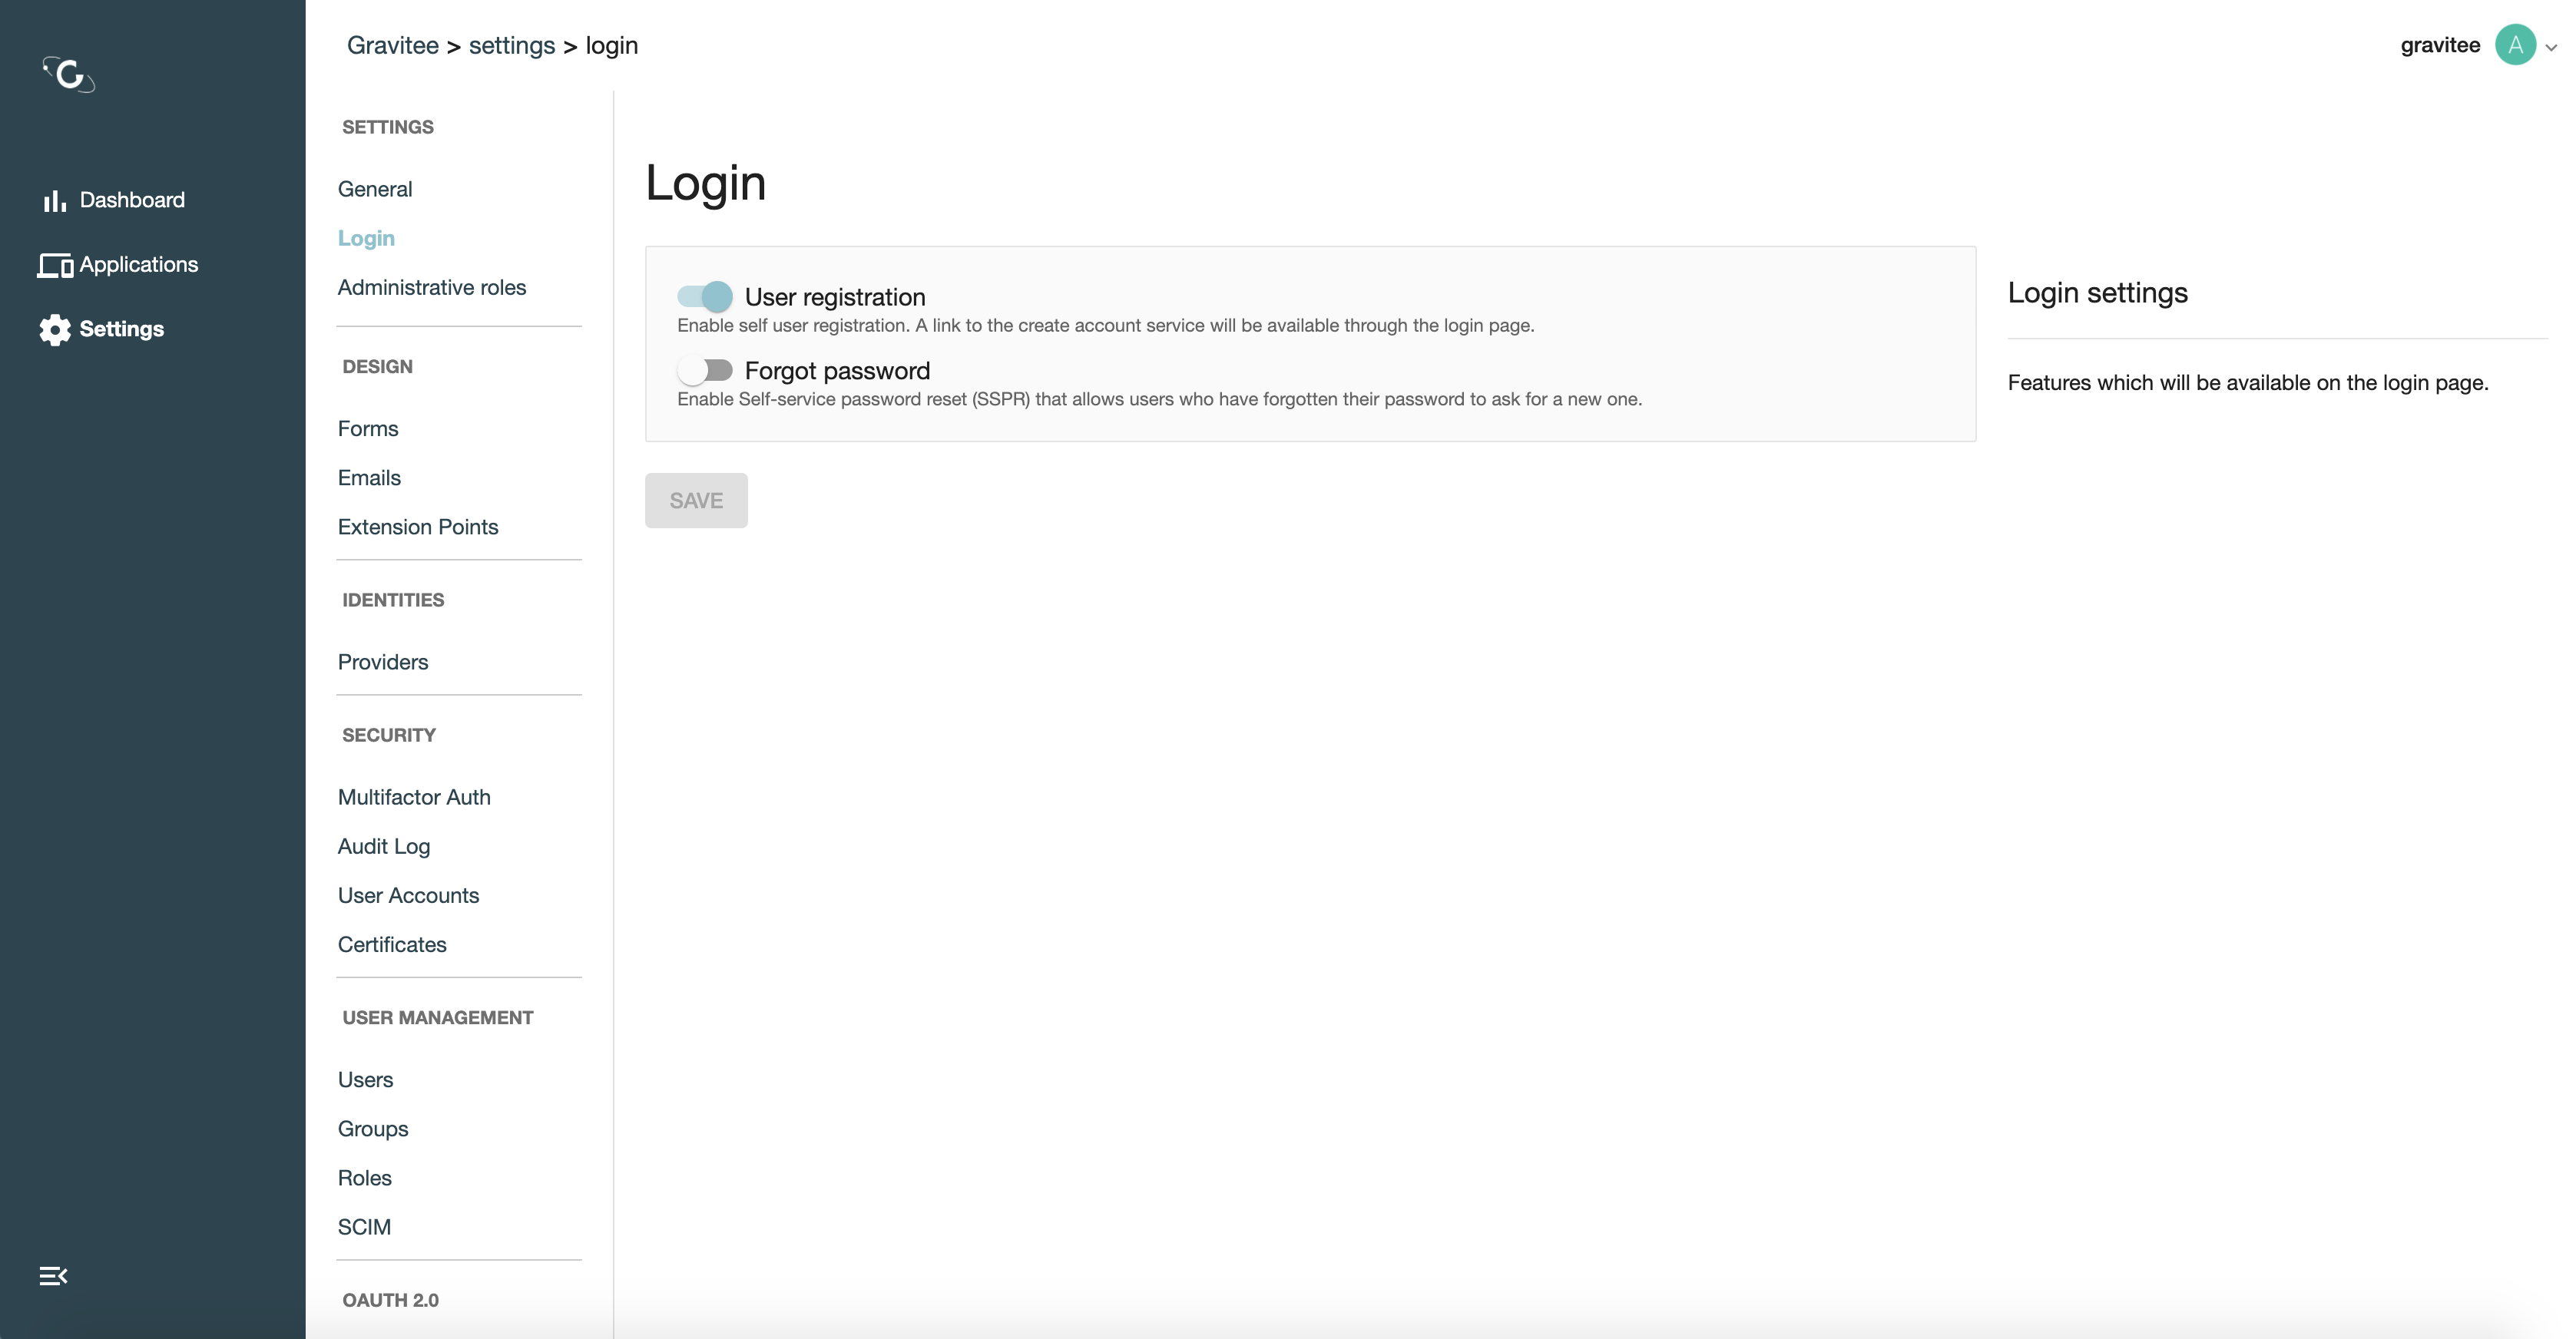 Gravitee > settings > login
gravitee
A
Dashboard
Applications
Settings
SETTINGS
General
Login
Administrative roles
DESIGN
Forms
Emails
Extension Points
IDENTITIES
Providers
SECURITY
Multifactor Auth
Audit Log
User Accounts
Certificates
USER MANAGEMENT
Users
Groups
Roles
SCIM
OAUTH 2.0
Login
User registration
Enable self user registration. A link to the create account service will be available through the login page.
Forgot password
Enable Self-service password reset (SSPR) that allows users who have forgotten their password to ask for a new one.
SAVE
Login settings
Features which will be available on the login page.